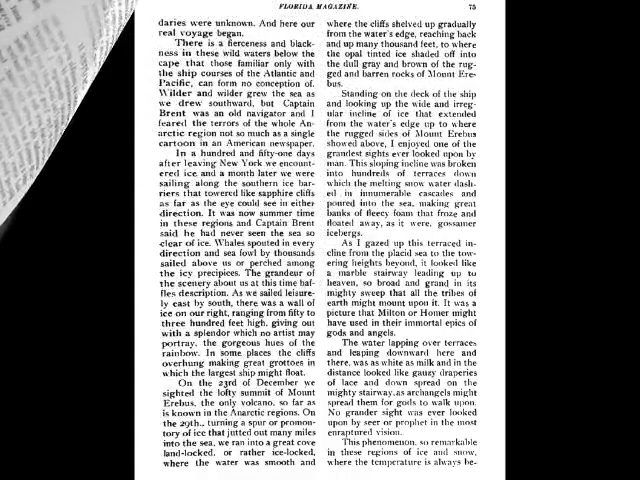 FLORIDA MAGAZINE.
75
daries were unknown. And here our
real voyage began.
There is a fierceness and black-
ness in these wild waters below the
cape that those familiar only with
the ship courses of the Atlantic and
Pacific, can form no conception of.
Wilder and wilder grew the sea as
we drew southward, but Captain
Brent was an old navigator and I
feared the terrors of the whole An-
arctic region not so much as a single
cartoon in an American newspaper.
In a hundred and fifty-one days
after leaving New York we encount-
ered ice, and a month later we were
sailing along the southern ice bar-
riers that towered like sapphire cliffs
as far as the eye could see in either
direction. It was now summer time
in these regions and Captain Brent
said he had never seen the sea so
clear of ice. Whales spouted in every
direction and sea fowl by thousands
sailed above us or perched among
the icy precipices. The grandeur of
the scenery about us at this time baf-
fles description. As we sailed leisure-
ly east by south, there was a wall of
ice on our right, ranging from fifty to
three hundred feet high, giving out
with a splendor which no artist may
portray, the gorgeous hues of the
rainbow. In some places the cliffs
overhung making great grottoes in
which the largest ship might float.
On the 23rd of December we
sighted the lofty summit of Mount
Erebus, the only volcano, so far as
is known in the Anarctic regions. On
the 29th., turning a spur or promon-
tory of ice that jutted out many miles
into the sea, we ran into a great cove
land-locked, or rather ice-locked,
where the water was smooth and
where the cliffs shelved up gradually
from the water's edge, reaching back
and up many thousand feet, to where
the opal tinted ice shaded off into
the dull gray and brown of the rug-
ged and barren rocks of Mount Ere-
bus.
Standing on the deck of the ship
and looking up the wide and irreg-
ular incline of ice that extended
from the water's edge up to where
the rugged sides of Mount Erebus
showed above, I enjoyed one of the
grandest sights ever looked upon by
man. This sloping incline was broken
into hundreds of terraces down
which the melting snow water dash-
ed in innumerable cascades and
poured into the sea, making great
banks of fleecy foam that froze and
floated away, as it were, gossamer
icebergs.
As I gazed up this terraced in-
cline from the placid sea to the tow-
ering heights beyond, it looked like
a marble stairway leading up to
heaven, so broad and grand in its
mighty sweep that all the tribes of
earth might mount upon it. It was a
picture that Milton or Homer might
have used in their immortal epics of
gods and angels.
The water lapping over terraces
and leaping downward here and
there, was as white as milk and in the
distance looked like gauzy draperies
of lace and down spread on the
mighty stairway, as archangels might
spread them for gods to walk upon.
No grander sight was ever looked
upon by seer or prophet in the most
enraptured vision.
This phenomenon, so remarkable
in these regions of ice and snow,
where the temperature is always be-